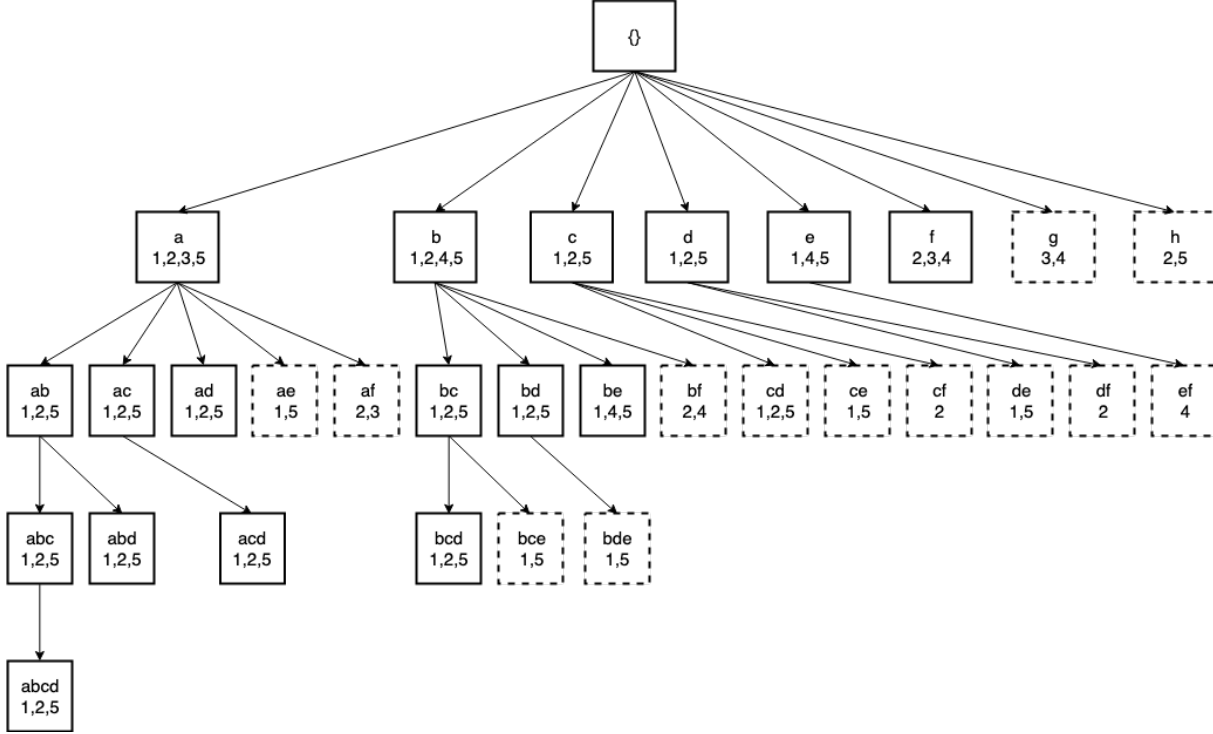 {}
a
1,2,3,5
b
1,2,4,5
c
1,2,5
d
1,2,5
e
1,4,5
f
2,3,4
g
3,4
h
2,5
ab
1,2,5
ac
1,2,5
ad
1,2,5
ae
1,5
af
2,3
bc
1,2,5
bd
1,2,5
be
1,4,5
bf
2,4
cd
1,2,5
ce
1,5
cf
2
de
1,5
df
2
ef
4
abc
1,2,5
abd
1,2,5
acd
1,2,5
bcd
1,2,5
bce
1,5
bde
1,5
abcd
1,2,5